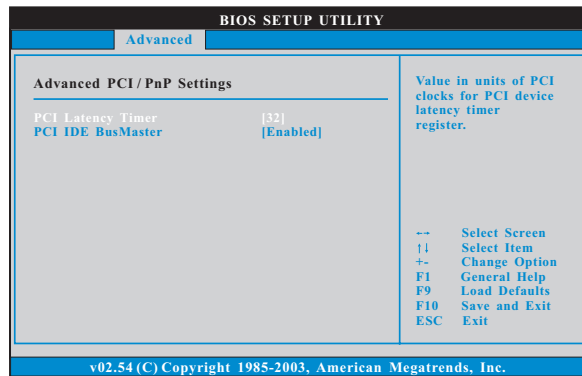 BIOS SETUP UTILITY
Advanced
Advanced PCI / PnP Settings
PCI Latency Timer [32]
PCI IDE BusMaster [Enabled]
Value in units of PCI
clocks for PCI device
latency timer
register.
←→ Select Screen
↑↓ Select Item
+- Change Option
F1 General Help
F9 Load Defaults
F10 Save and Exit
ESC Exit
v02.54 (C) Copyright 1985-2003, American Megatrends, Inc.